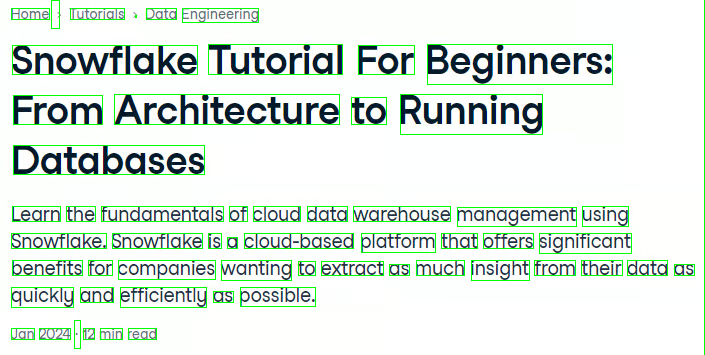 Home › Tutorials › Data Engineering
Snowflake Tutorial For Beginners:
From Architecture to Running
Databases
Learn the fundamentals of cloud data warehouse management using
Snowflake. Snowflake is a cloud-based platform that offers significant
benefits for companies wanting to extract as much insight from their data as
quickly and efficiently as possible.
Jan 2024 · 12 min read